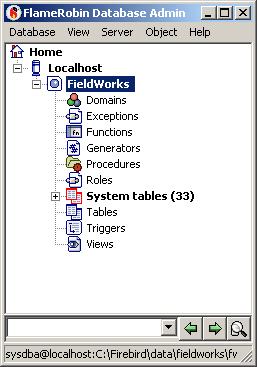 FlameRobin Database Admin
Database View Server Object Help
Home
Localhost
FieldWorks
Domains
Exceptions
Functions
Generators
Procedures
Roles
System tables (33)
Tables
Triggers
Views
sysdba@localhost:C:\Firebird\data\fieldworks\fw